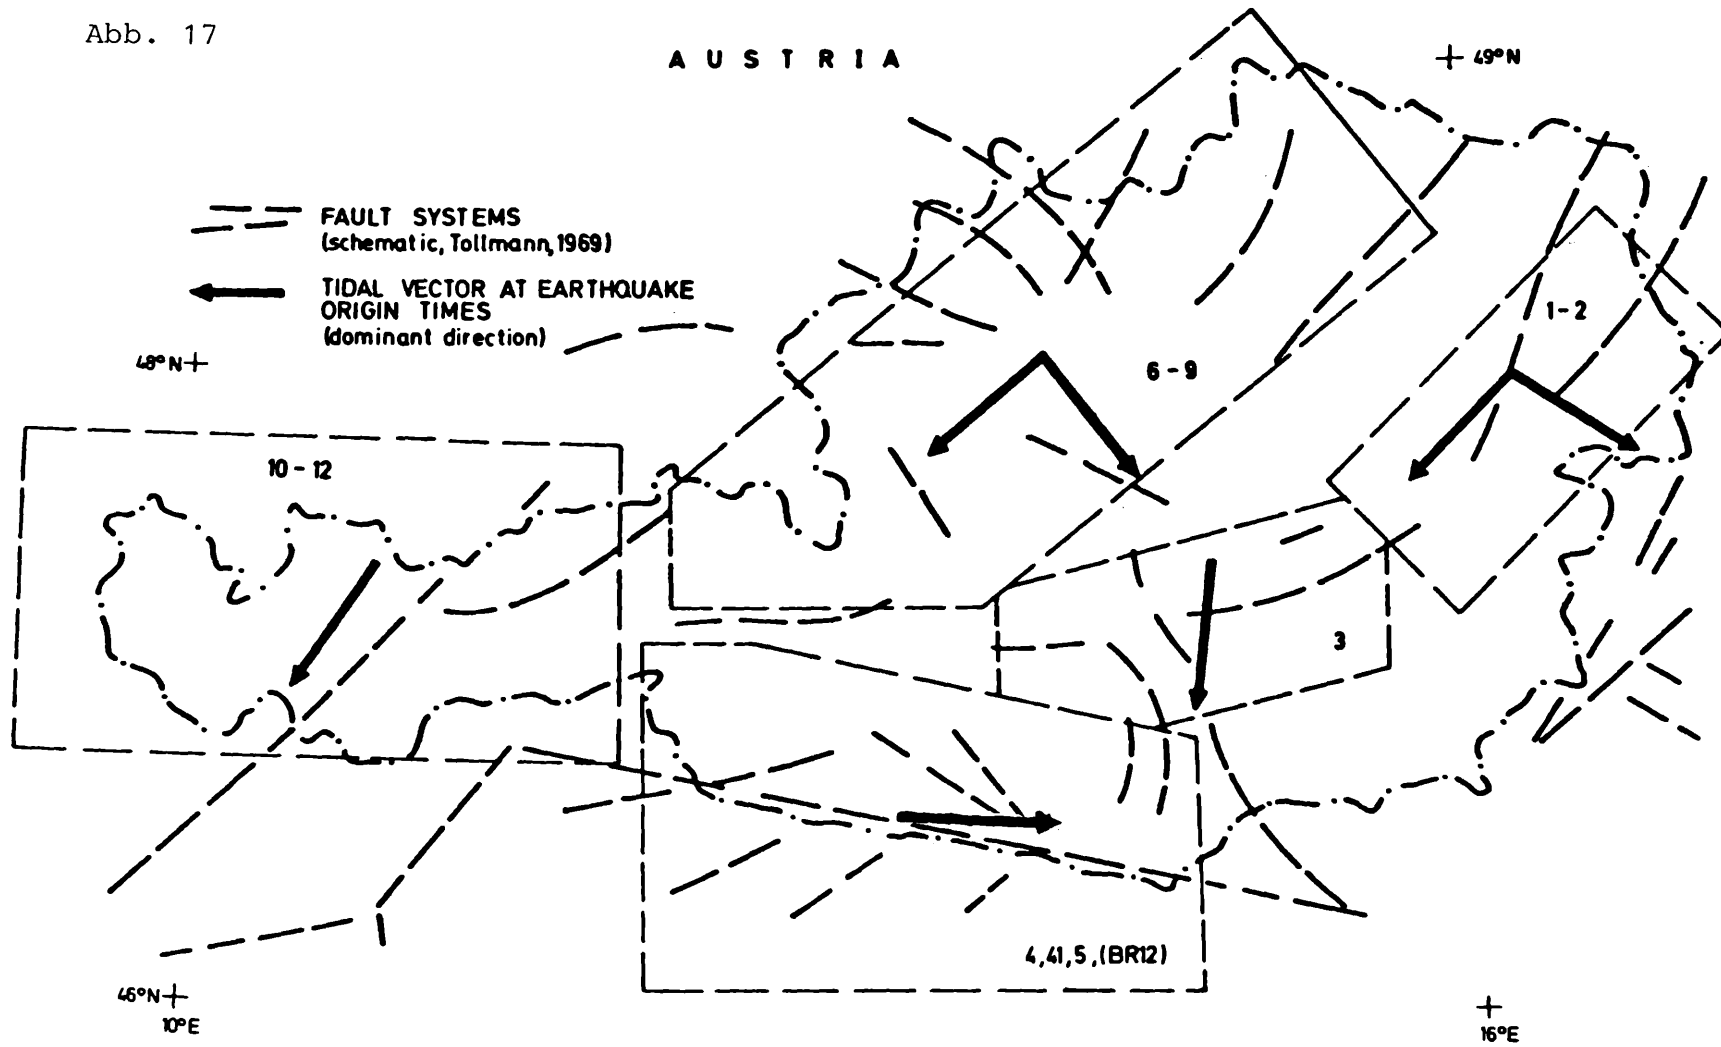 Abb. 17
A U S T R I A
49°N
FAULT SYSTEMS
(schematic, Tollmann, 1969)
TIDAL VECTOR AT EARTHQUAKE
ORIGIN TIMES
(dominant direction)
48°N
1-2
6-9
10-12
3
4,41,5,(BR12)
46°N
10°E
16°E